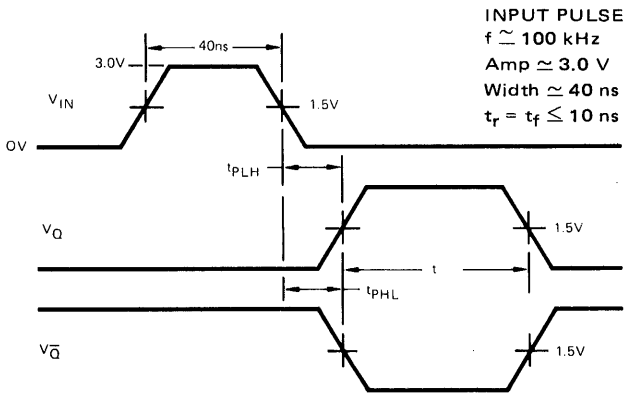 INPUT PULSE
f ≃ 100 kHz
Amp ≃ 3.0 V
Width ≃ 40 ns
tr = tf ≤ 10 ns
40ns
3.0V
VIN
1.5V
0V
tPLH
VQ
1.5V
t
tPHL
VQ̅
1.5V